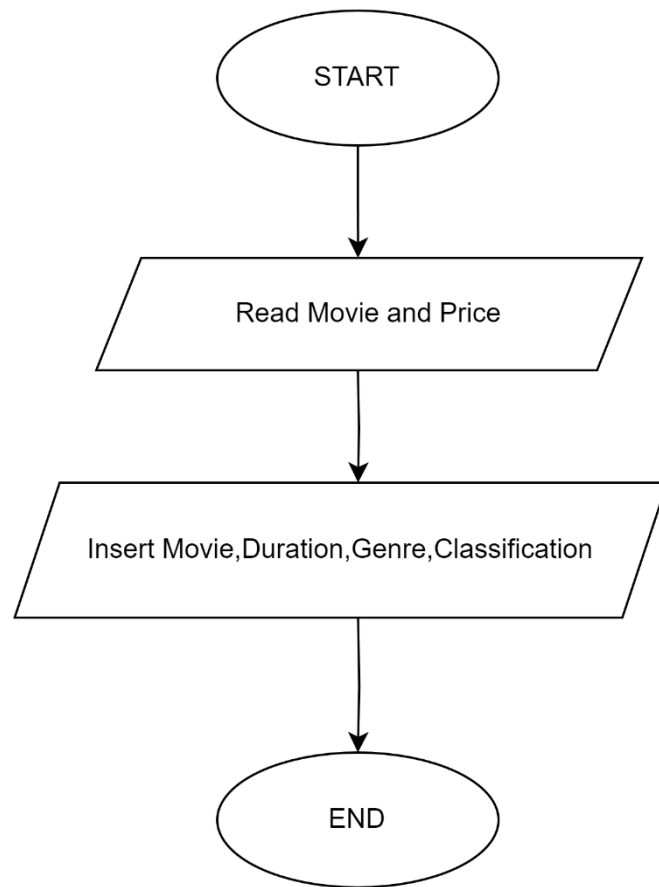 START
Read Movie and Price
Insert Movie,Duration,Genre,Classification
END